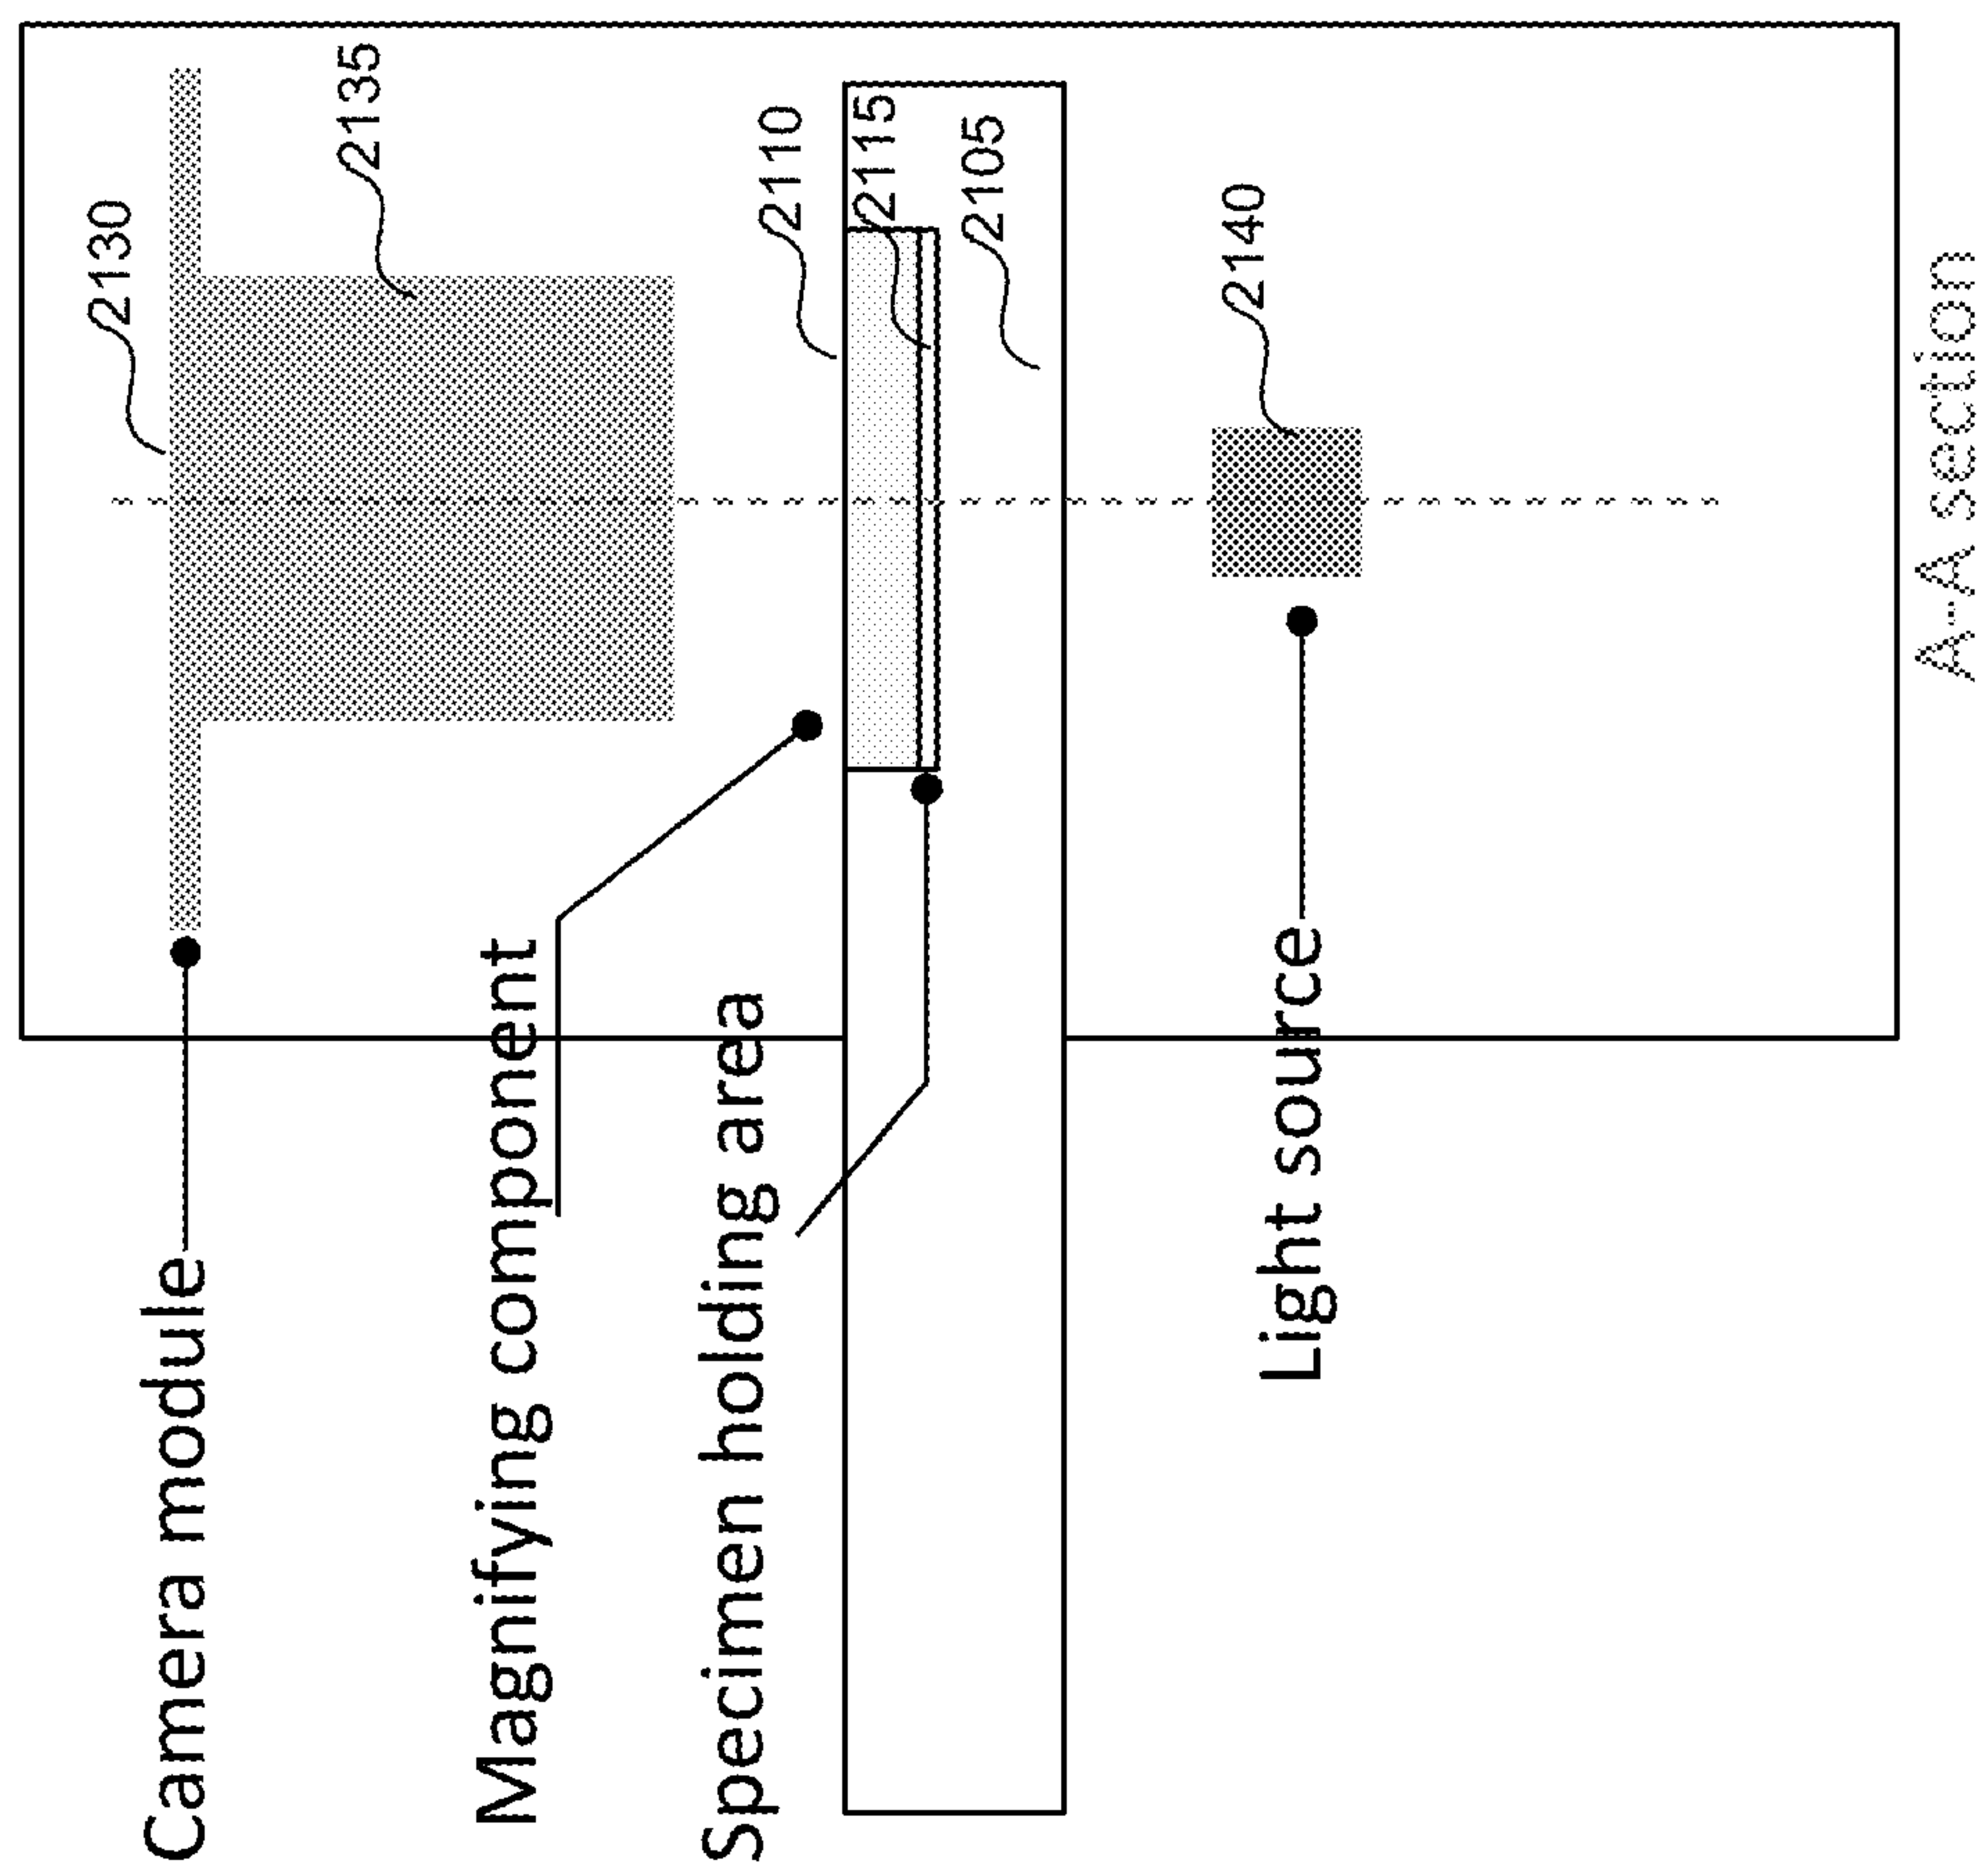 Camera module
2130
2135
Magnifying component
2110
Specimen holding area
2115
2105
Light source
2140
A-A section